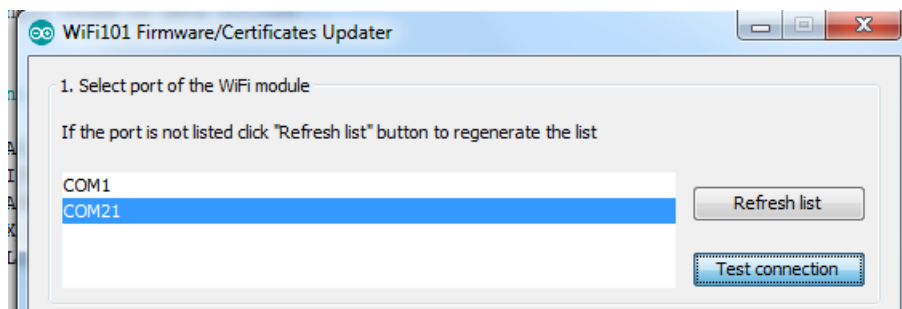 WiFi101 Firmware/Certificates Updater
1. Select port of the WiFi module
If the port is not listed click "Refresh list" button to regenerate the list
COM1
COM21
Refresh list
Test connection